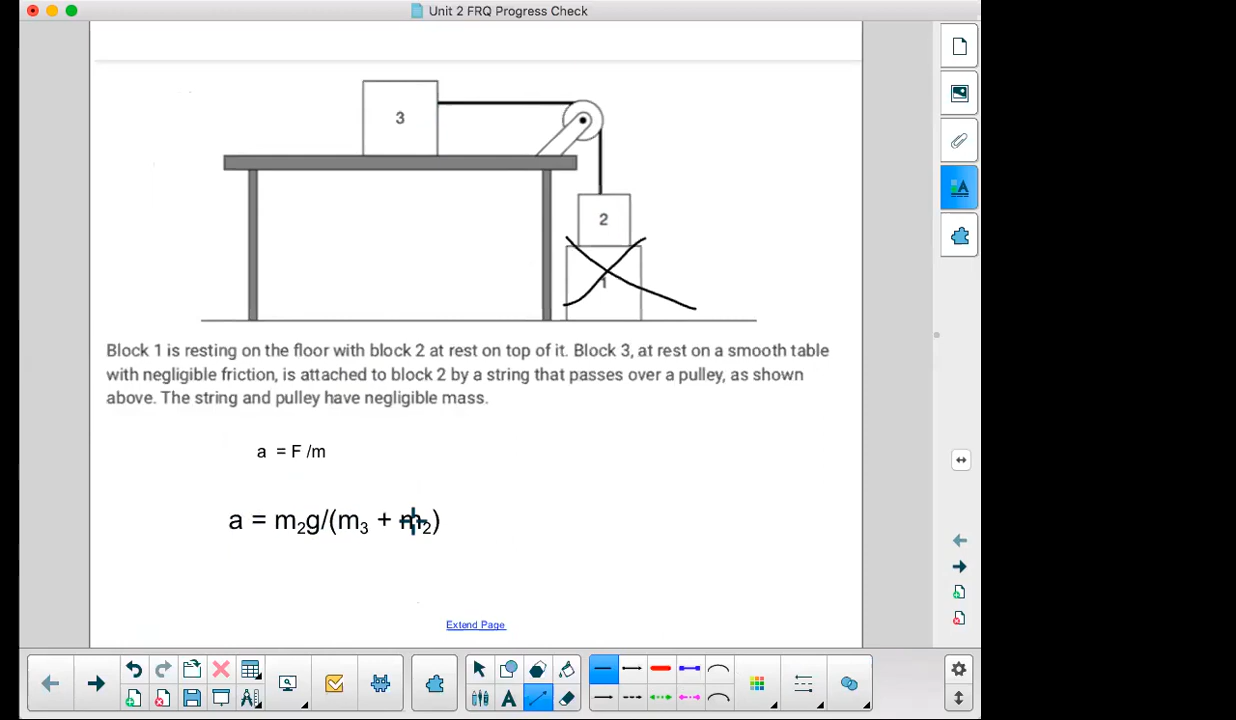 Unit 2 FRQ Progress Check
3
2
1
Block 1 is resting on the floor with block 2 at rest on top of it. Block 3, at rest on a smooth table
with negligible friction, is attached to block 2 by a string that passes over a pulley, as shown
above. The string and pulley have negligible mass.
a = F /m
a = m₂g/(m₃ + m₂)
Extend Page